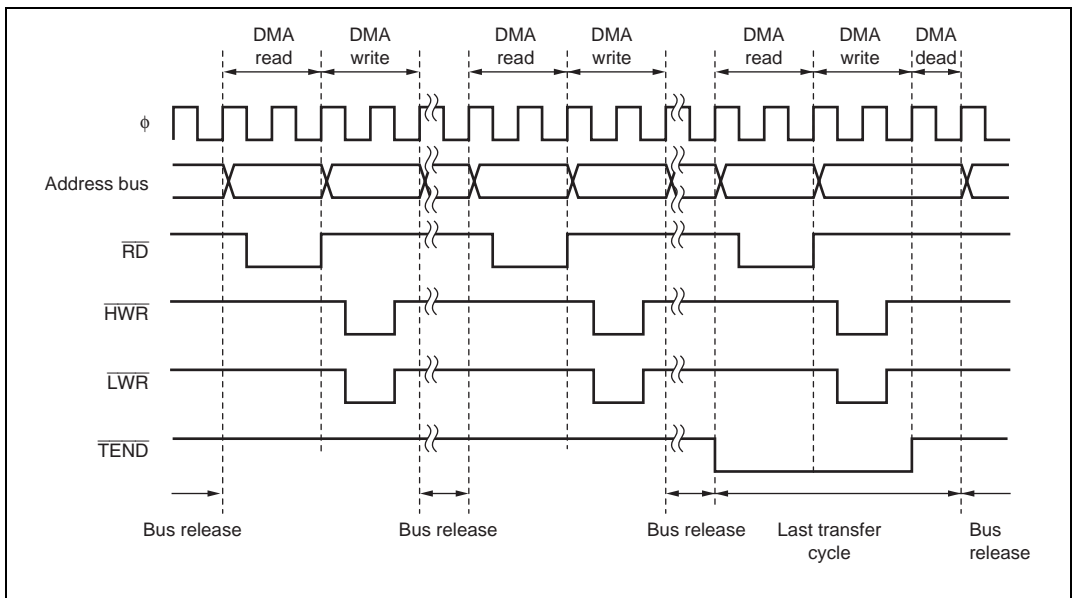 DMA read
DMA write
DMA read
DMA write
DMA read
DMA write
DMA dead
φ
Address bus
RD
HWR
LWR
TEND
Bus release
Bus release
Bus release
Last transfer cycle
Bus release